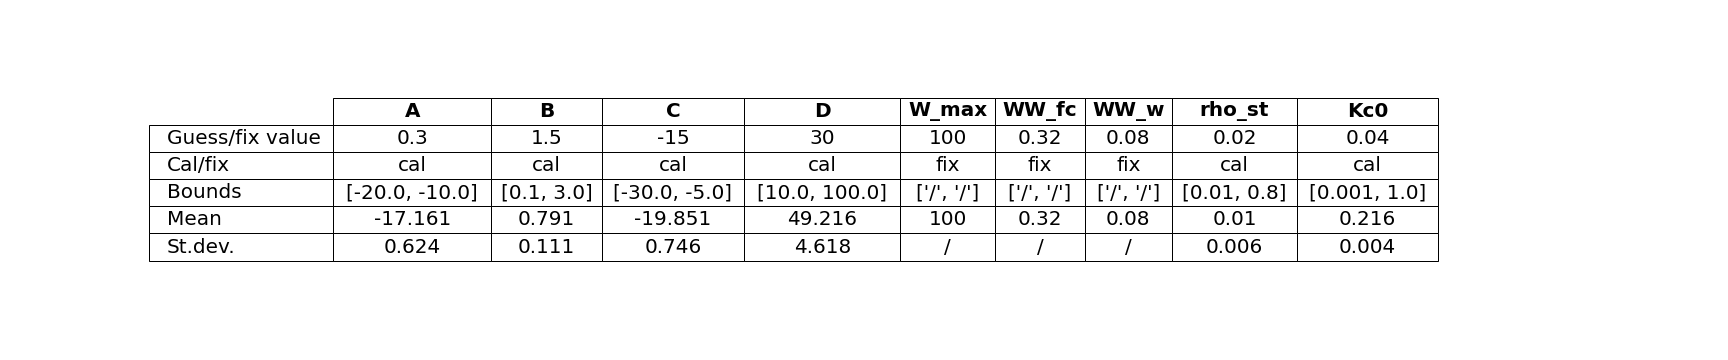 A B C D W_max WW_fc WW_w rho_st Kc0
Guess/fix value 0.3 1.5 -15 30 100 0.32 0.08 0.02 0.04
Cal/fix cal cal cal cal fix fix fix cal cal
Bounds [-20.0, -10.0] [0.1, 3.0] [-30.0, -5.0] [10.0, 100.0] ['/', '/'] ['/', '/'] ['/', '/'] [0.01, 0.8] [0.001, 1.0]
Mean -17.161 0.791 -19.851 49.216 100 0.32 0.08 0.01 0.216
St.dev. 0.624 0.111 0.746 4.618 / / / 0.006 0.004